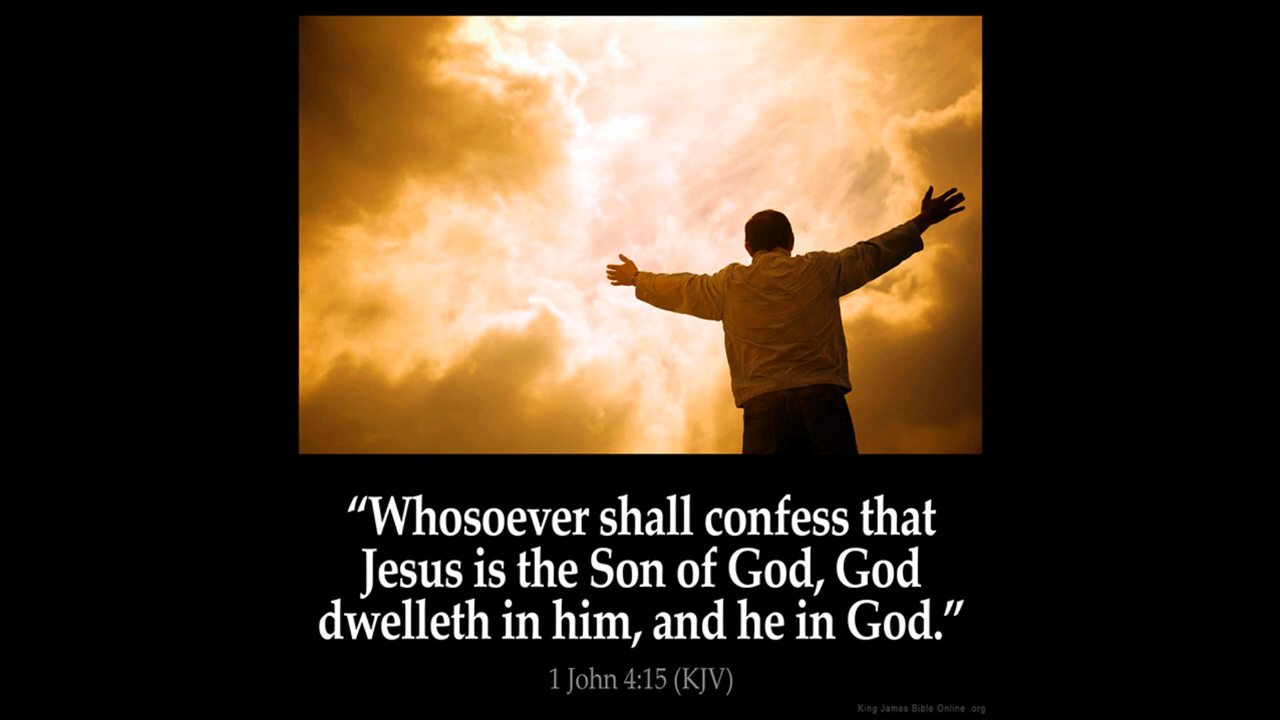 “Whosoever shall confess that
Jesus is the Son of God, God
dwelleth in him, and he in God.”
1 John 4:15 (KJV)
King James Bible Online .org